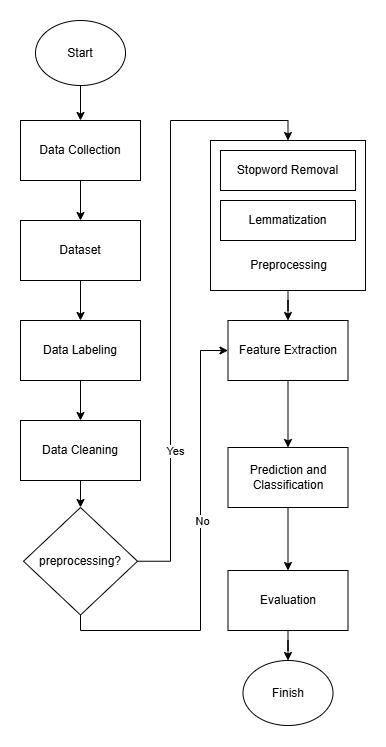 Start
Data Collection
Dataset
Data Labeling
Data Cleaning
preprocessing?
Yes
No
Stopword Removal
Lemmatization
Preprocessing
Feature Extraction
Prediction and
Classification
Evaluation
Finish